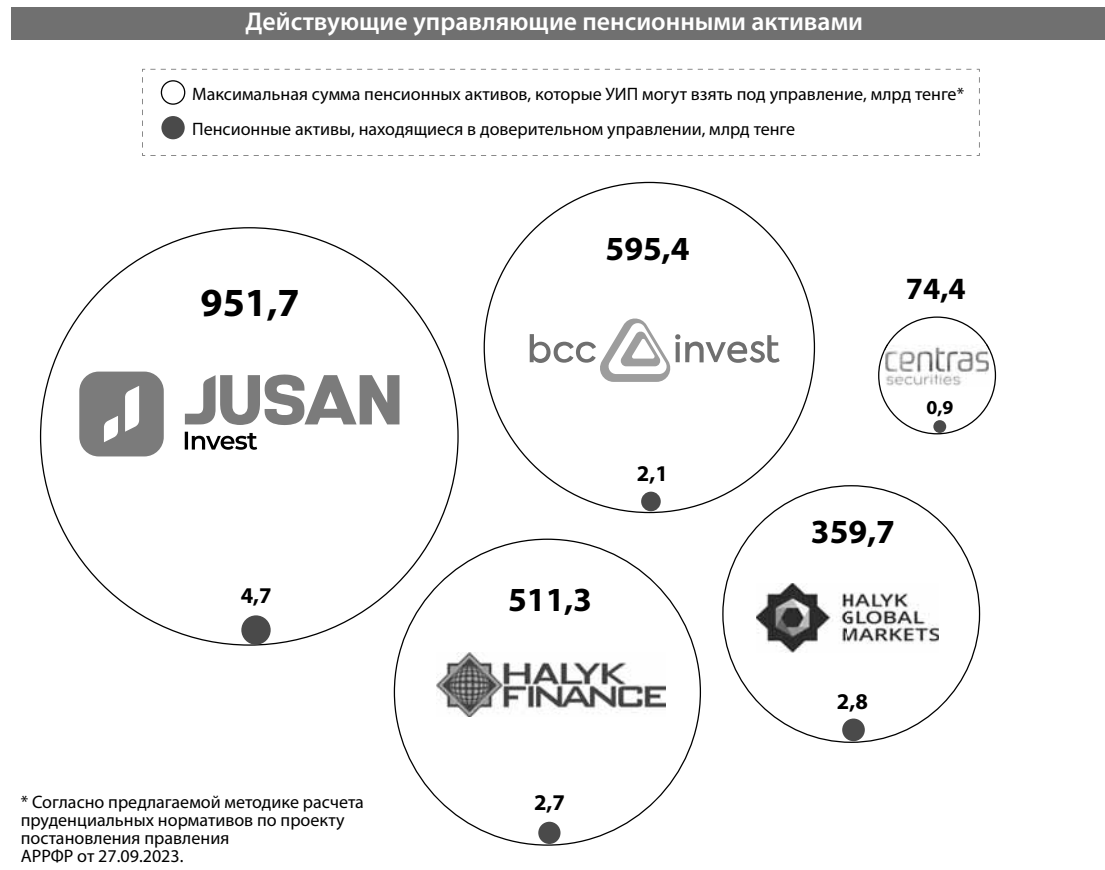 Действующие управляющие пенсионными активами
Максимальная сумма пенсионных активов, которые УИП могут взять под управление, млрд тенге*
Пенсионные активы, находящиеся в доверительном управлении, млрд тенге
951,7
JUSAN
Invest
4,7
595,4
bcc invest
2,1
74,4
centras
securities
0,9
511,3
HALYK
FINANCE
2,7
359,7
HALYK
GLOBAL
MARKETS
2,8
* Согласно предлагаемой методике расчета
пруденциальных нормативов по проекту
постановления правления
АРРФР от 27.09.2023.